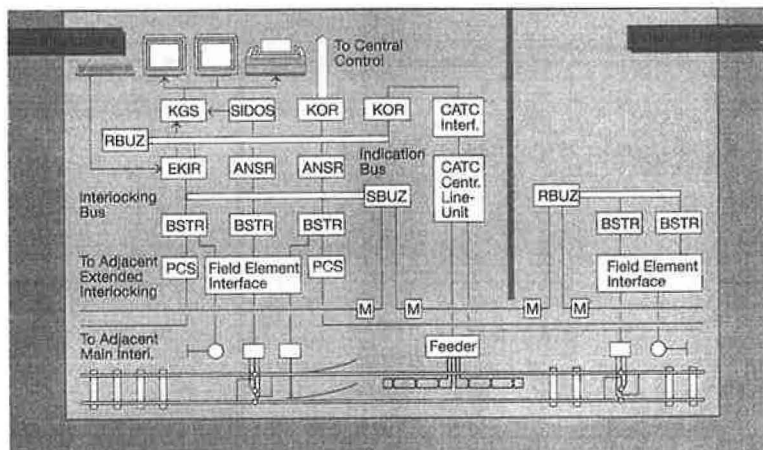 To Central
Control
KGS
SIDOS
KOR
KOR
CATC
Interf.
RBUZ
Indication
Bus
EKIR
ANSR
ANSR
CATC
Centr.
Line-
Unit
Interlocking
Bus
SBUZ
RBUZ
BSTR
BSTR
BSTR
BSTR
BSTR
To Adjacent
Extended
Interlocking
PCS
Field Element
Interface
PCS
Field Element
Interface
M
M
M
M
To Adjacent
Main Interl.
Feeder